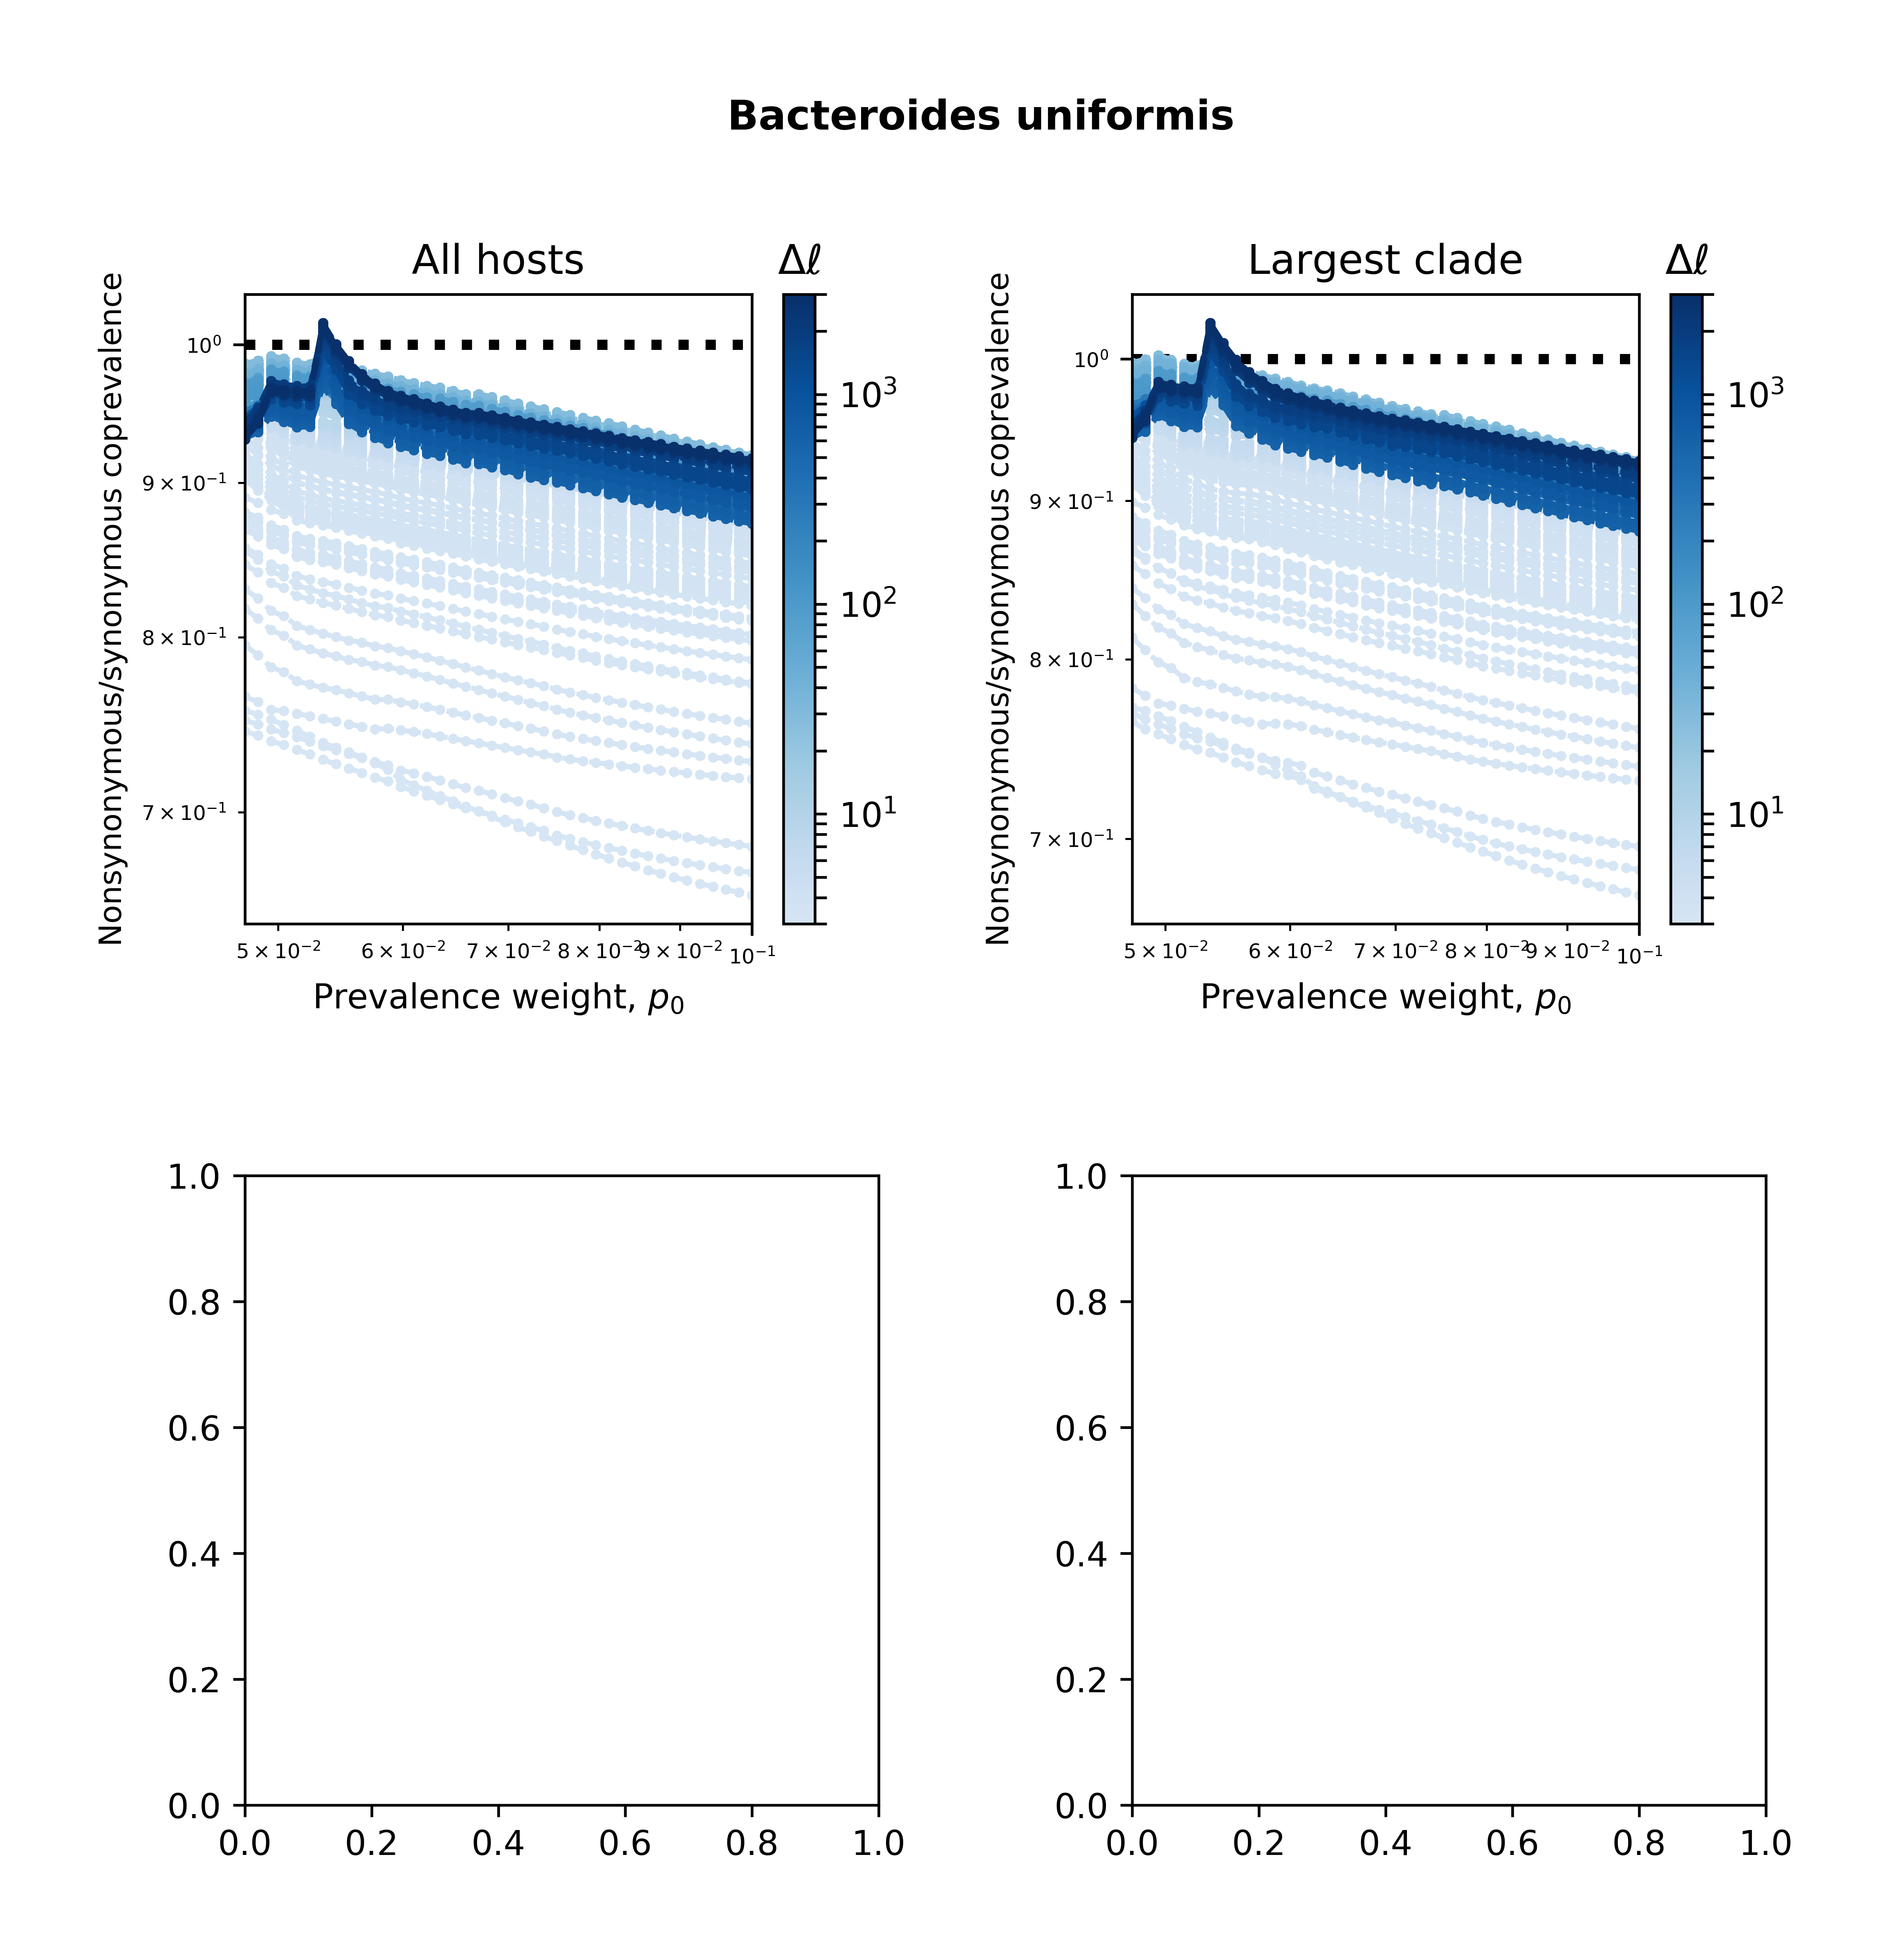 Bacteroides uniformis
All hosts
Δℓ
Largest clade
Δℓ
Nonsynonymous/synonymous coprevalence
10⁰
9 × 10⁻¹
8 × 10⁻¹
7 × 10⁻¹
10³
10²
10¹
Nonsynonymous/synonymous coprevalence
10⁰
9 × 10⁻¹
8 × 10⁻¹
7 × 10⁻¹
10³
10²
10¹
5 × 10⁻² 6 × 10⁻² 7 × 10⁻² 8 × 10⁻² 9 × 10⁻² 10⁻¹
Prevalence weight, p₀
5 × 10⁻² 6 × 10⁻² 7 × 10⁻² 8 × 10⁻² 9 × 10⁻² 10⁻¹
Prevalence weight, p₀
1.0
0.8
0.6
0.4
0.2
0.0
0.0 0.2 0.4 0.6 0.8 1.0
1.0
0.8
0.6
0.4
0.2
0.0
0.0 0.2 0.4 0.6 0.8 1.0